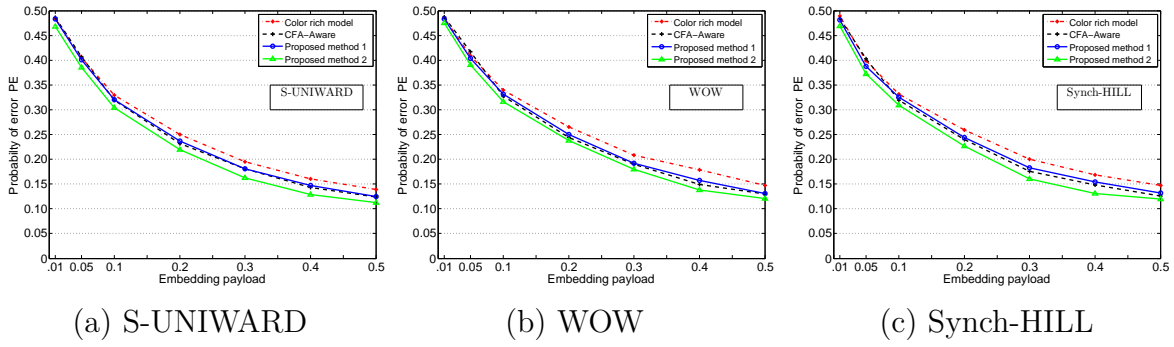 0.50
0.45
0.40
0.35
0.30
0.25
0.20
0.15
0.10
0.05
0
Probabilty of error PE
Color rich model
CFA-Aware
Proposed method 1
Proposed method 2
S-UNIWARD
.01 0.05 0.1 0.2 0.3 0.4 0.5
Embedding payload
(a) S-UNIWARD
0.50
0.45
0.40
0.35
0.30
0.25
0.20
0.15
0.10
0.05
0
Probabilty of error PE
Color rich model
CFA-Aware
Proposed method 1
Proposed method 2
WOW
.01 0.05 0.1 0.2 0.3 0.4 0.5
Embedding payload
(b) WOW
0.50
0.45
0.40
0.35
0.30
0.25
0.20
0.15
0.10
0.05
0
Probabilty of error PE
Color rich model
CFA-Aware
Proposed method 1
Proposed method 2
Synch-HILL
.01 0.05 0.1 0.2 0.3 0.4 0.5
Embedding payload
(c) Synch-HILL